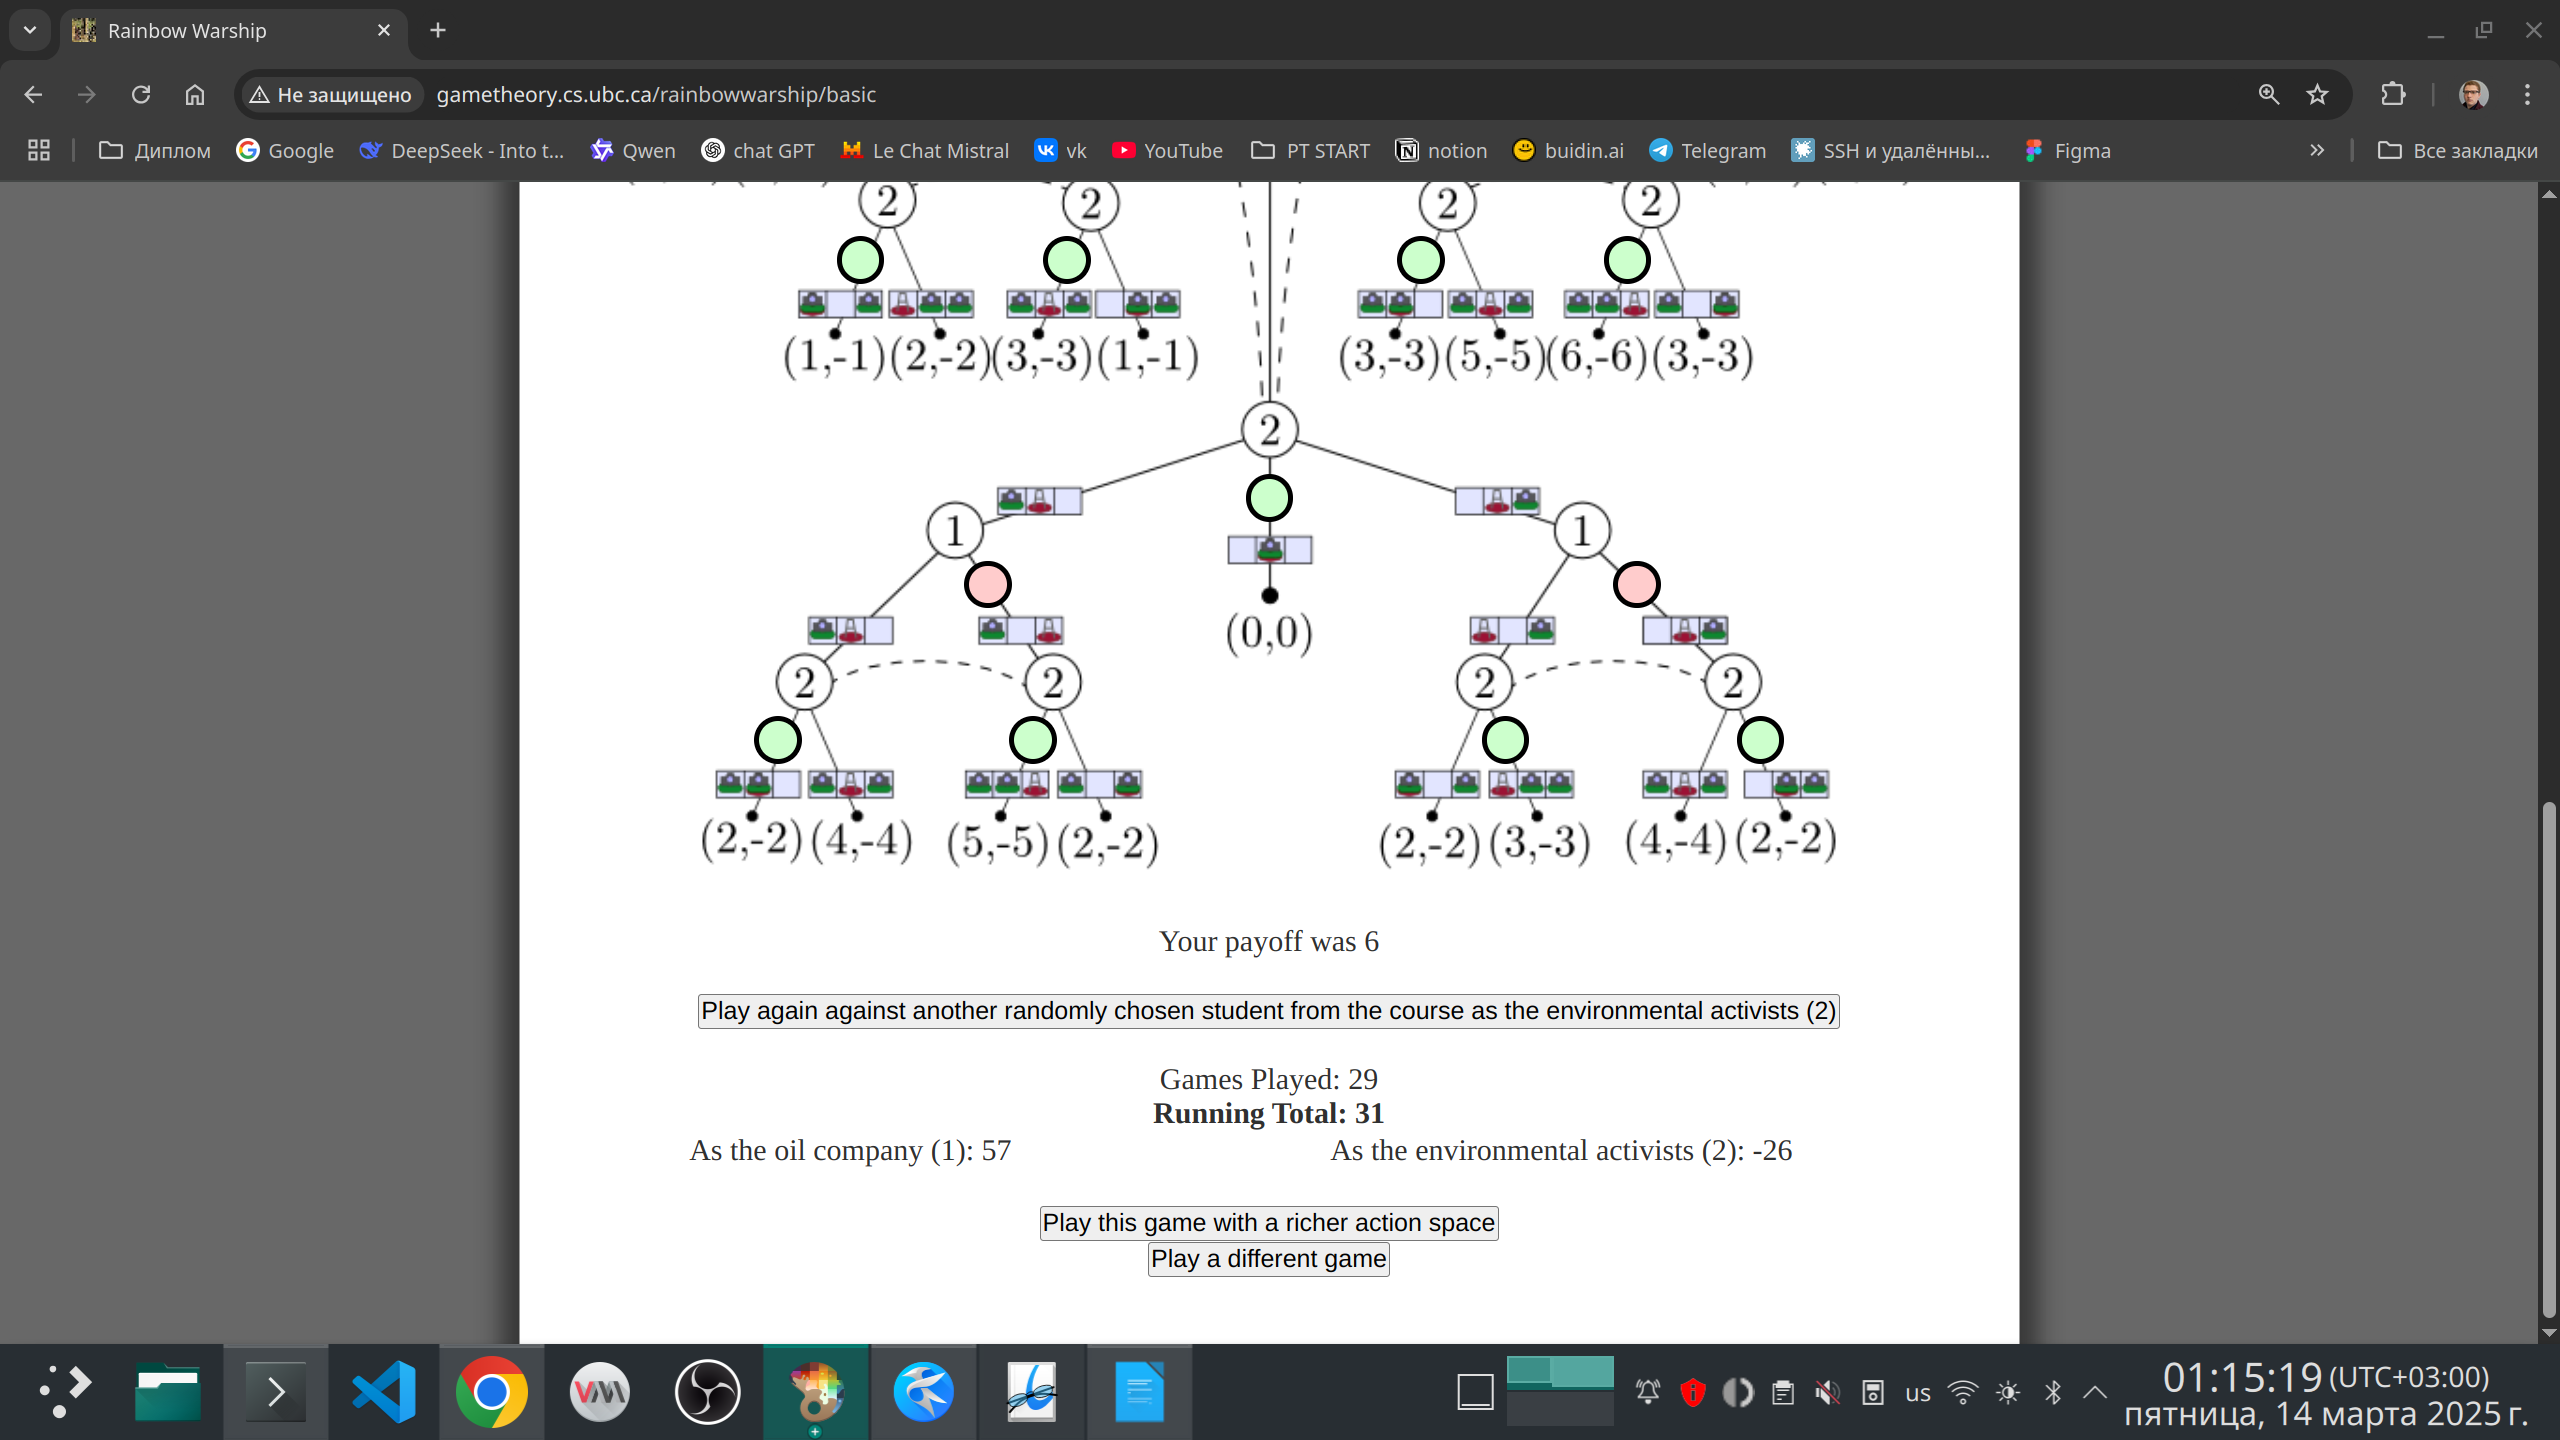 Rainbow Warship
Не защищено gametheory.cs.ubc.ca/rainbowwarship/basic
Диплом Google DeepSeek - Into t... Qwen chat GPT Le Chat Mistral vk YouTube PT START notion buidin.ai Telegram SSH и удалённы... Figma » Все закладки
2 2 2 2
(1,-1) (2,-2) (3,-3) (1,-1) (3,-3) (5,-5) (6,-6) (3,-3)
2
1 1
(0,0)
2 2 2 2
(2,-2) (4,-4) (5,-5) (2,-2) (2,-2) (3,-3) (4,-4) (2,-2)
Your payoff was 6
Play again against another randomly chosen student from the course as the environmental activists (2)
Games Played: 29
Running Total: 31
As the oil company (1): 57 As the environmental activists (2): -26
Play this game with a richer action space
Play a different game
VM us 01:15:19 (UTC+03:00)
пятница, 14 марта 2025 г.